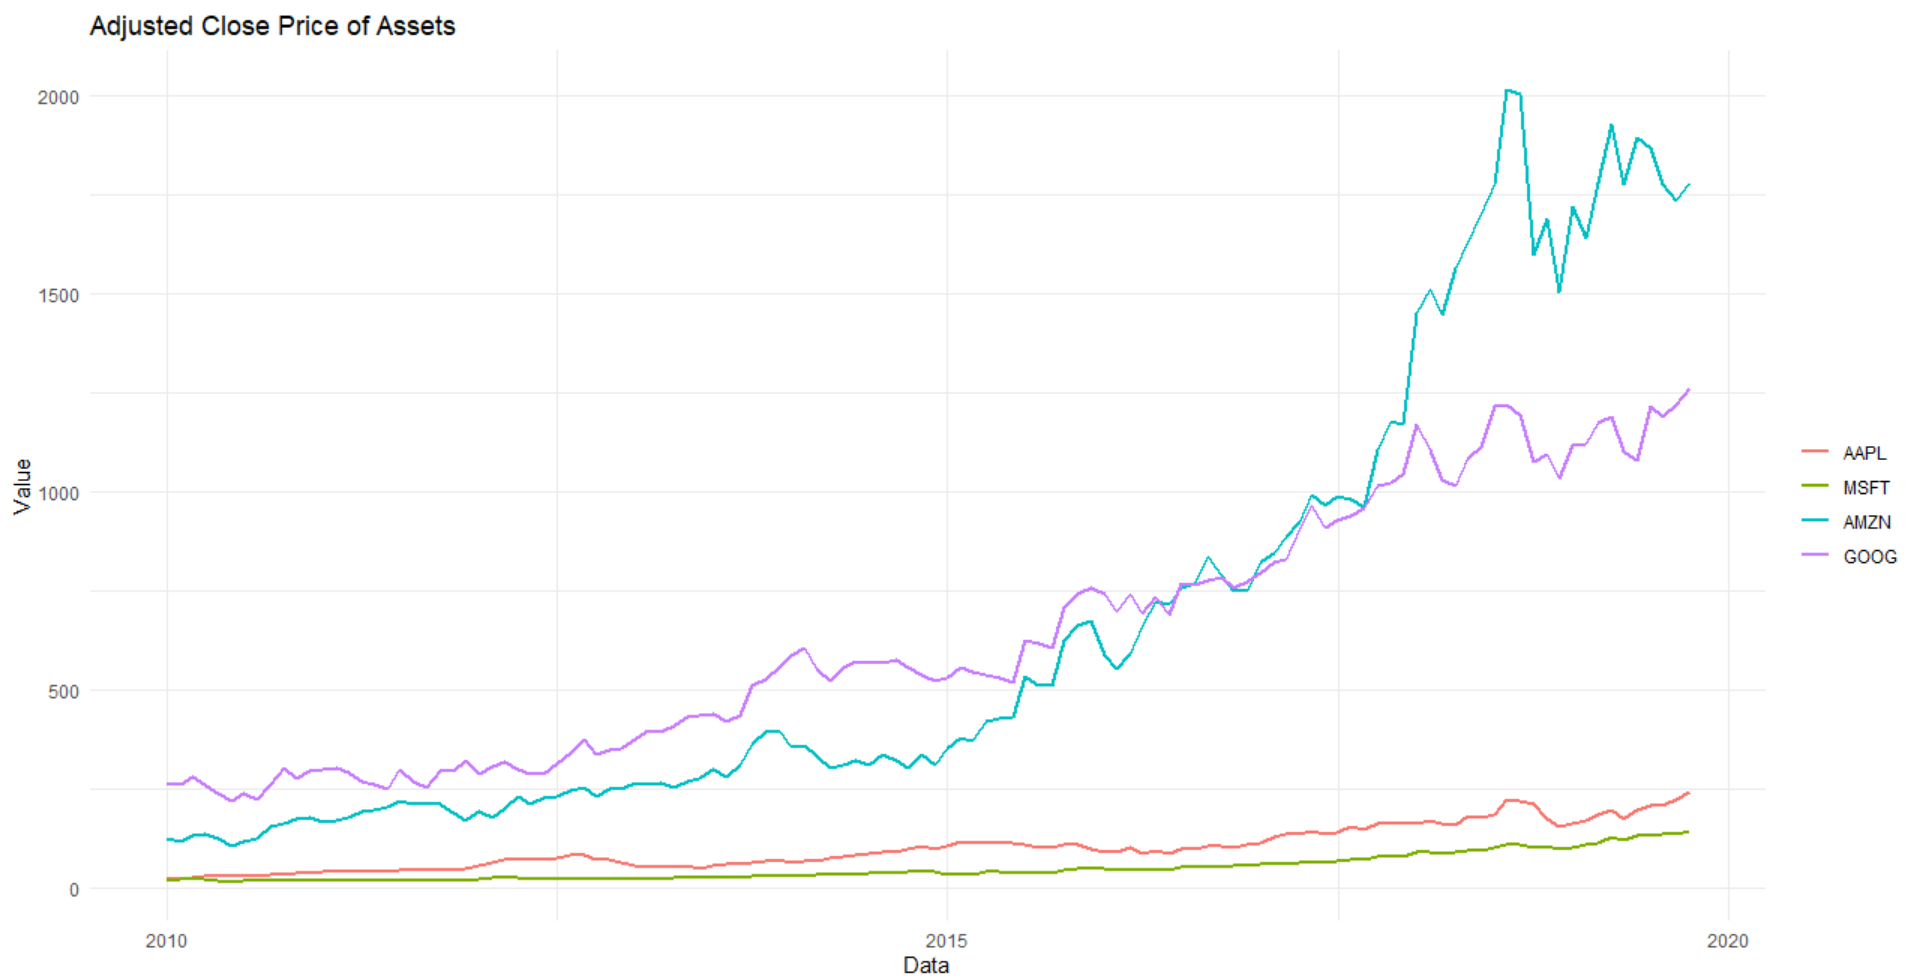 Adjusted Close Price of Assets
2000
1500
1000
500
0
Value
2010
2015
2020
Data
AAPL
MSFT
AMZN
GOOG